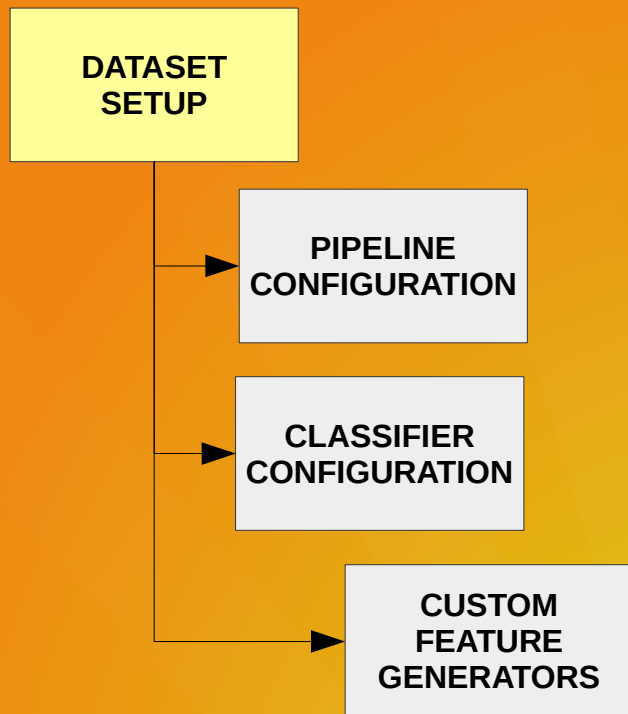 DATASET
SETUP
PIPELINE
CONFIGURATION
CLASSIFIER
CONFIGURATION
CUSTOM
FEATURE
GENERATORS